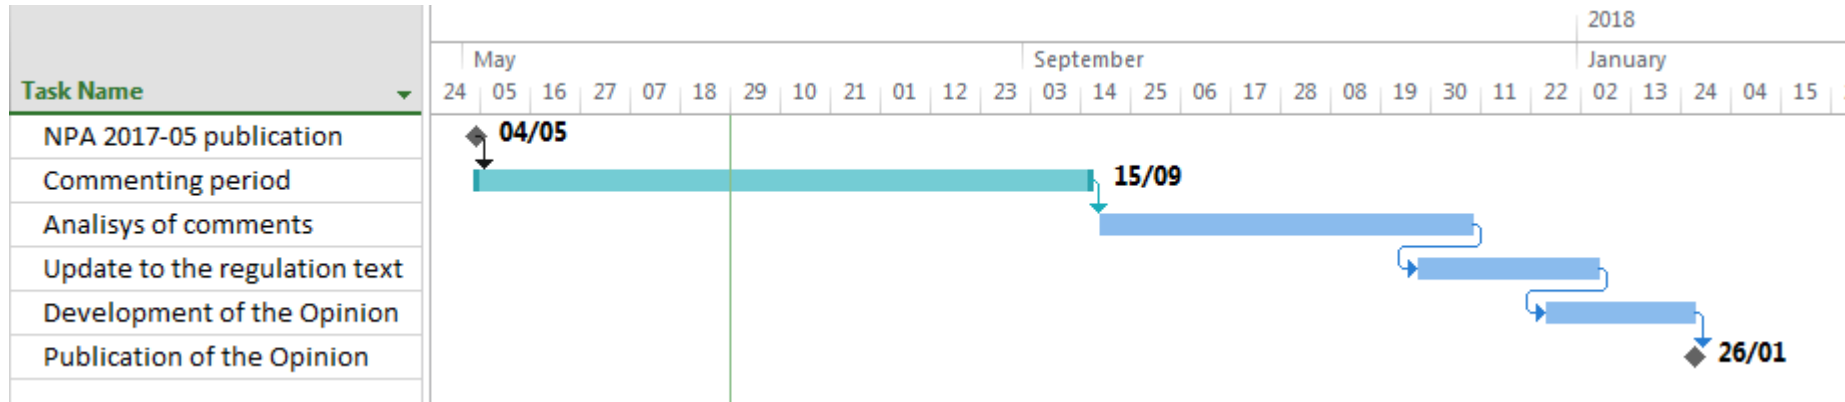 2018
May September January
Task Name 24 05 16 27 07 18 29 10 21 01 12 23 03 14 25 06 17 28 08 19 30 11 22 02 13 24 04 15
NPA 2017-05 publication 04/05
Commenting period 15/09
Analisys of comments
Update to the regulation text
Development of the Opinion
Publication of the Opinion 26/01